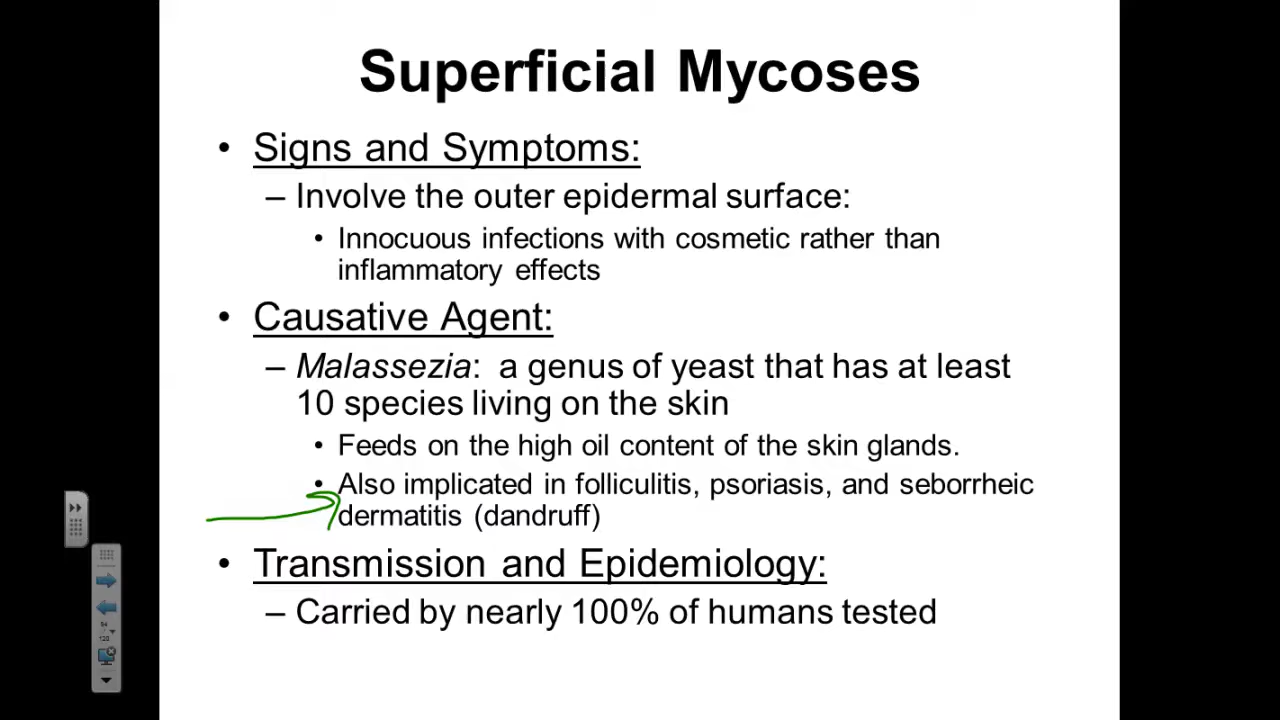 Superficial Mycoses
• Signs and Symptoms:
– Involve the outer epidermal surface:
• Innocuous infections with cosmetic rather than
inflammatory effects
• Causative Agent:
– Malassezia: a genus of yeast that has at least
10 species living on the skin
• Feeds on the high oil content of the skin glands.
• Also implicated in folliculitis, psoriasis, and seborrheic
dermatitis (dandruff)
• Transmission and Epidemiology:
– Carried by nearly 100% of humans tested